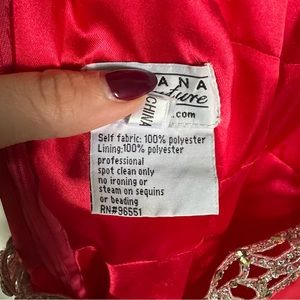 ANA
ture
.com
CHINA
Self fabric: 100% polyester
Lining:100% polyester
professional
spot clean only
no ironing or
steam on sequins
or beading
RN#96551